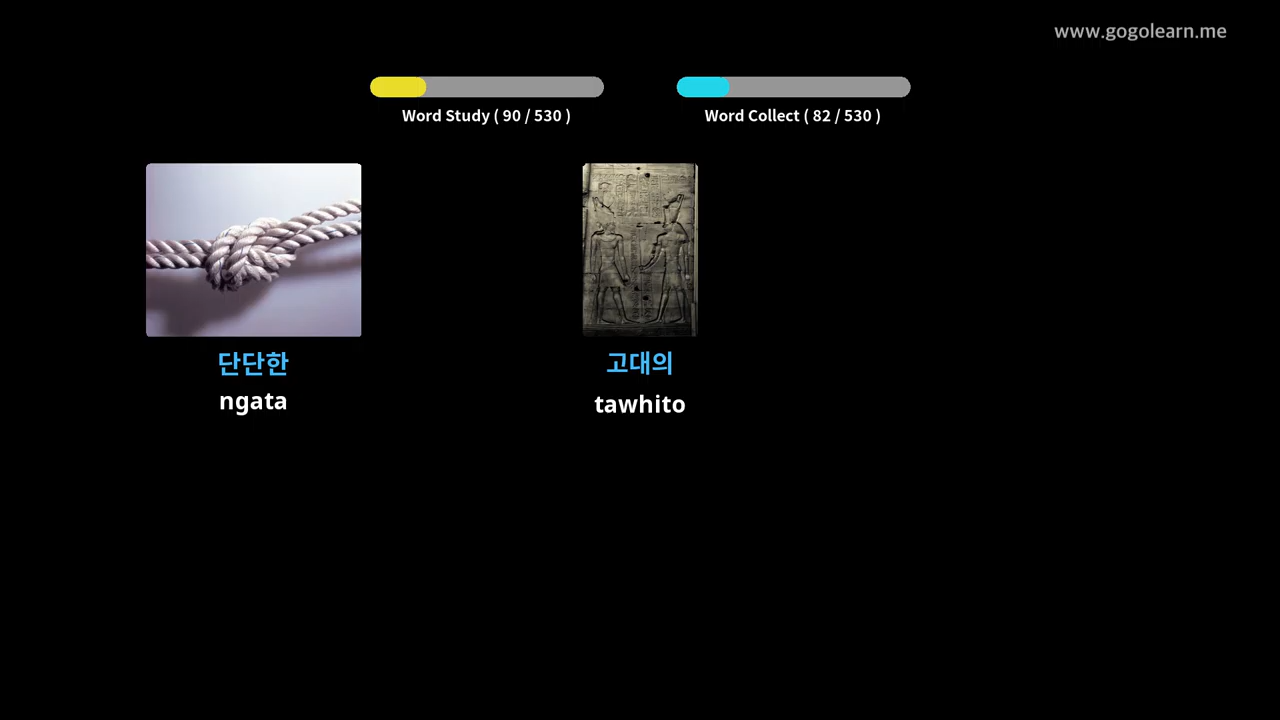 www.gogolearn.me
Word Study ( 90 / 530 )
Word Collect ( 82 / 530 )
단단한
ngata
고대의
tawhito